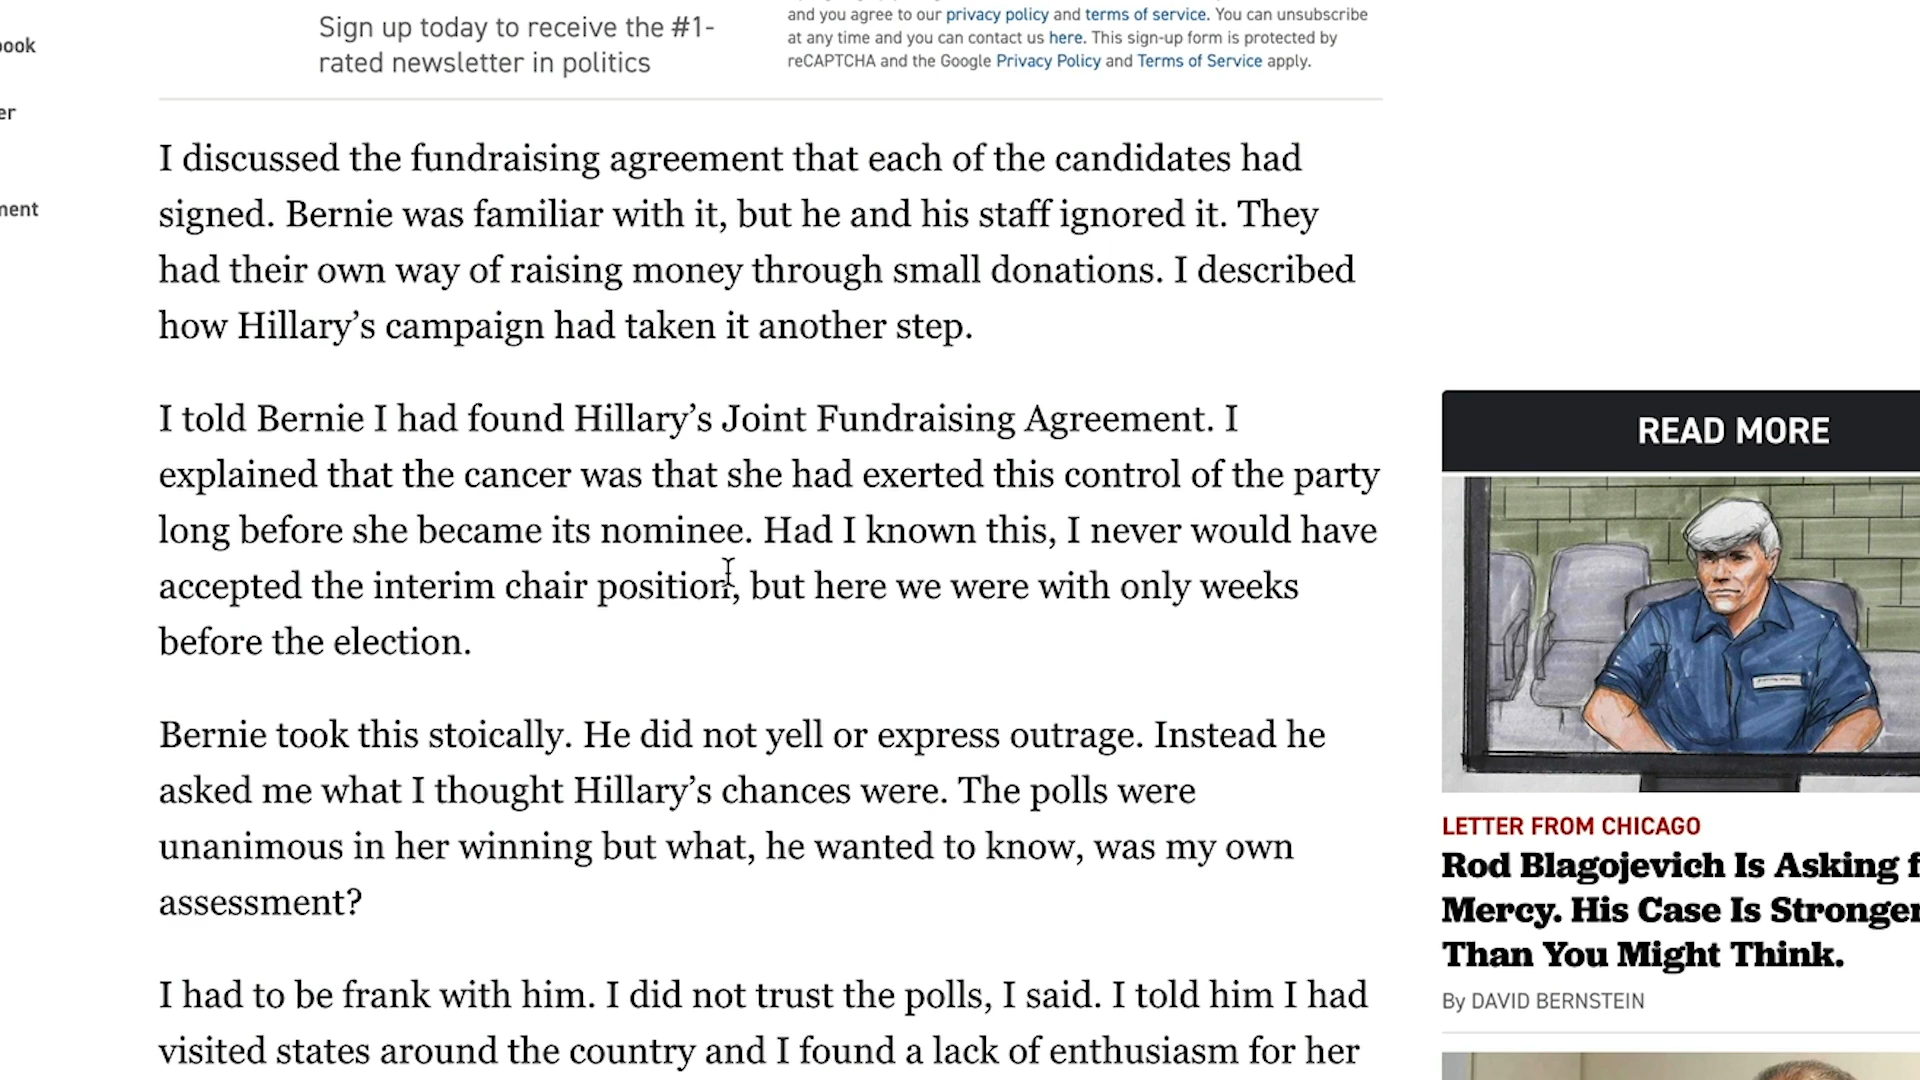 book
er
ment
Sign up today to receive the #1-
rated newsletter in politics
and you agree to our privacy policy and terms of service. You can unsubscribe
at any time and you can contact us here. This sign-up form is protected by
reCAPTCHA and the Google Privacy Policy and Terms of Service apply.
I discussed the fundraising agreement that each of the candidates had
signed. Bernie was familiar with it, but he and his staff ignored it. They
had their own way of raising money through small donations. I described
how Hillary’s campaign had taken it another step.
I told Bernie I had found Hillary’s Joint Fundraising Agreement. I
explained that the cancer was that she had exerted this control of the party
long before she became its nominee. Had I known this, I never would have
accepted the interim chair position, but here we were with only weeks
before the election.
Bernie took this stoically. He did not yell or express outrage. Instead he
asked me what I thought Hillary’s chances were. The polls were
unanimous in her winning but what, he wanted to know, was my own
assessment?
I had to be frank with him. I did not trust the polls, I said. I told him I had
visited states around the country and I found a lack of enthusiasm for her
READ MORE
LETTER FROM CHICAGO
Rod Blagojevich Is Asking f
Mercy. His Case Is Stronger
Than You Might Think.
By DAVID BERNSTEIN